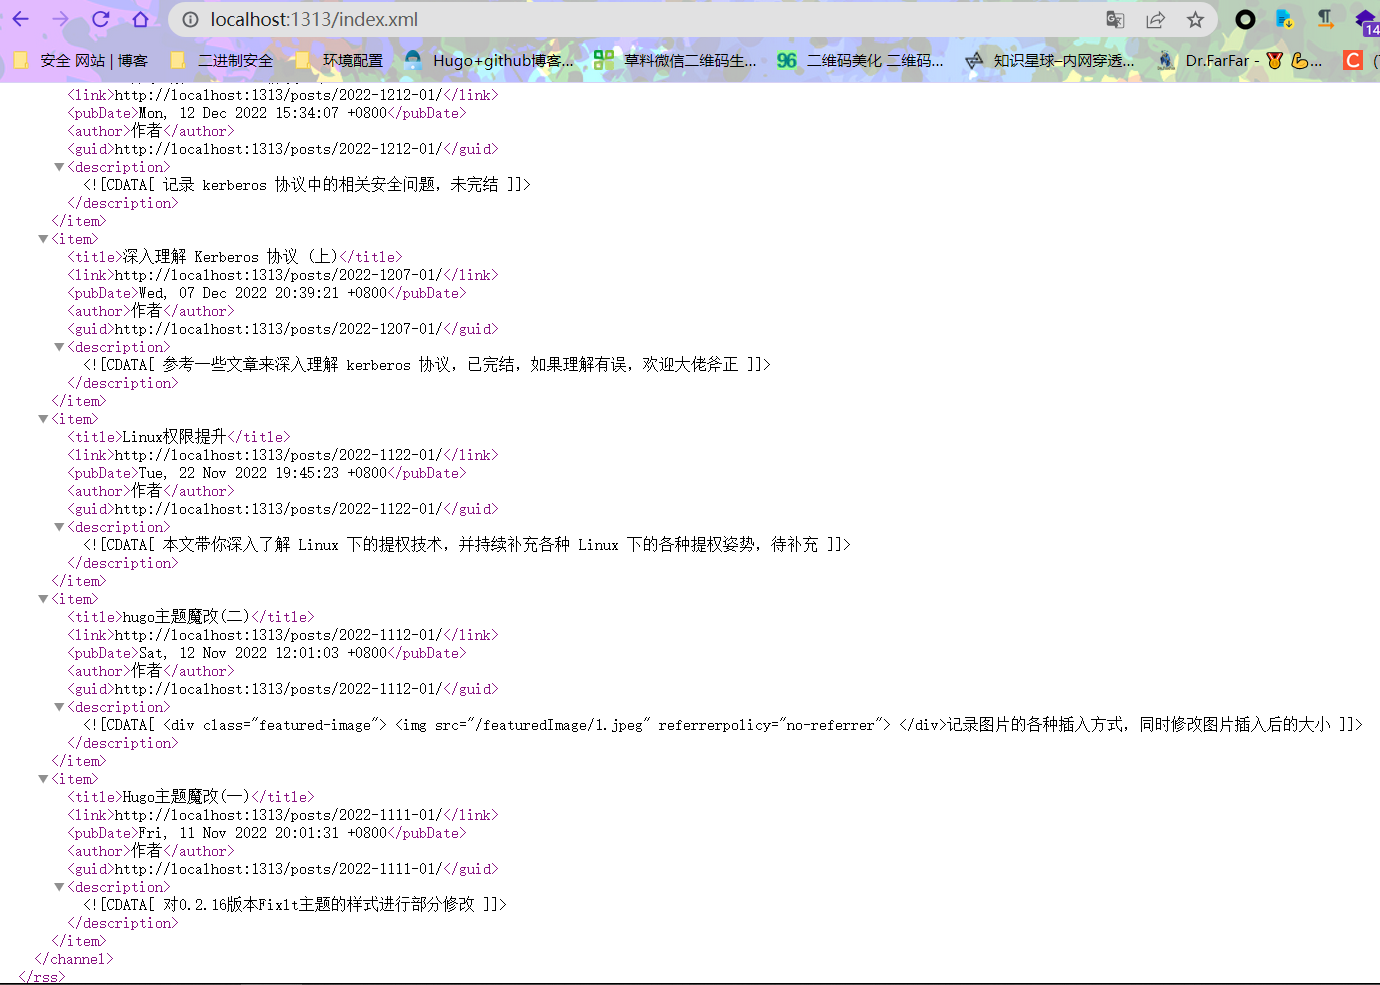 localhost:1313/index.xml
14
安全 网站 | 博客
二进制安全
环境配置
Hugo+github博客...
草料微信二维码生...
96
二维码美化 二维码...
知识星球–内网穿透...
Dr.FarFar - 🏅 💪...
C
<link>http://localhost:1313/posts/2022-1212-01/</link>
<pubDate>Mon, 12 Dec 2022 15:34:07 +0800</pubDate>
<author>作者</author>
<guid>http://localhost:1313/posts/2022-1212-01/</guid>
▼<description>
<![CDATA[ 记录 kerberos 协议中的相关安全问题，未完结 ]]>
</description>
</item>
▼<item>
<title>深入理解 Kerberos 协议 (上)</title>
<link>http://localhost:1313/posts/2022-1207-01/</link>
<pubDate>Wed, 07 Dec 2022 20:39:21 +0800</pubDate>
<author>作者</author>
<guid>http://localhost:1313/posts/2022-1207-01/</guid>
▼<description>
<![CDATA[ 参考一些文章来深入理解 kerberos 协议，已完结，如果理解有误，欢迎大佬斧正 ]]>
</description>
</item>
▼<item>
<title>Linux权限提升</title>
<link>http://localhost:1313/posts/2022-1122-01/</link>
<pubDate>Tue, 22 Nov 2022 19:45:23 +0800</pubDate>
<author>作者</author>
<guid>http://localhost:1313/posts/2022-1122-01/</guid>
▼<description>
<![CDATA[ 本文带你深入了解 Linux 下的提权技术，并持续补充各种 Linux 下的各种提权姿势，待补充 ]]>
</description>
</item>
▼<item>
<title>hugo主题魔改(二)</title>
<link>http://localhost:1313/posts/2022-1112-01/</link>
<pubDate>Sat, 12 Nov 2022 12:01:03 +0800</pubDate>
<author>作者</author>
<guid>http://localhost:1313/posts/2022-1112-01/</guid>
▼<description>
<![CDATA[ <div class="featured-image"> <img src="/featuredImage/1.jpeg" referrerpolicy="no-referrer"> </div>记录图片的各种插入方式，同时修改图片插入后的大小 ]]>
</description>
</item>
▼<item>
<title>Hugo主题魔改(一)</title>
<link>http://localhost:1313/posts/2022-1111-01/</link>
<pubDate>Fri, 11 Nov 2022 20:01:31 +0800</pubDate>
<author>作者</author>
<guid>http://localhost:1313/posts/2022-1111-01/</guid>
▼<description>
<![CDATA[ 对0.2.16版本Fixlt主题的样式进行部分修改 ]]>
</description>
</item>
</channel>
</rss>